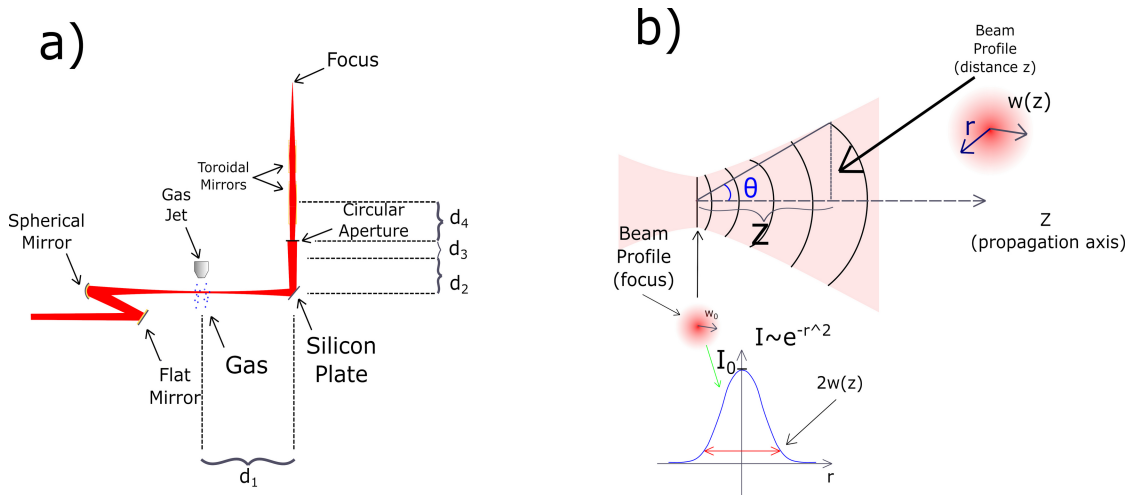 a)
Focus
Toroidal
Mirrors
Gas
Jet
Circular
Aperture
d₄
d₃
d₂
Spherical
Mirror
Flat
Mirror
Gas
Silicon
Plate
d₁
b)
Beam
Profile
(distance z)
w(z)
r
θ
Z
Z
(propagation axis)
Beam
Profile
(focus)
w₀
I~e^-r^2
I₀
2w(z)
r